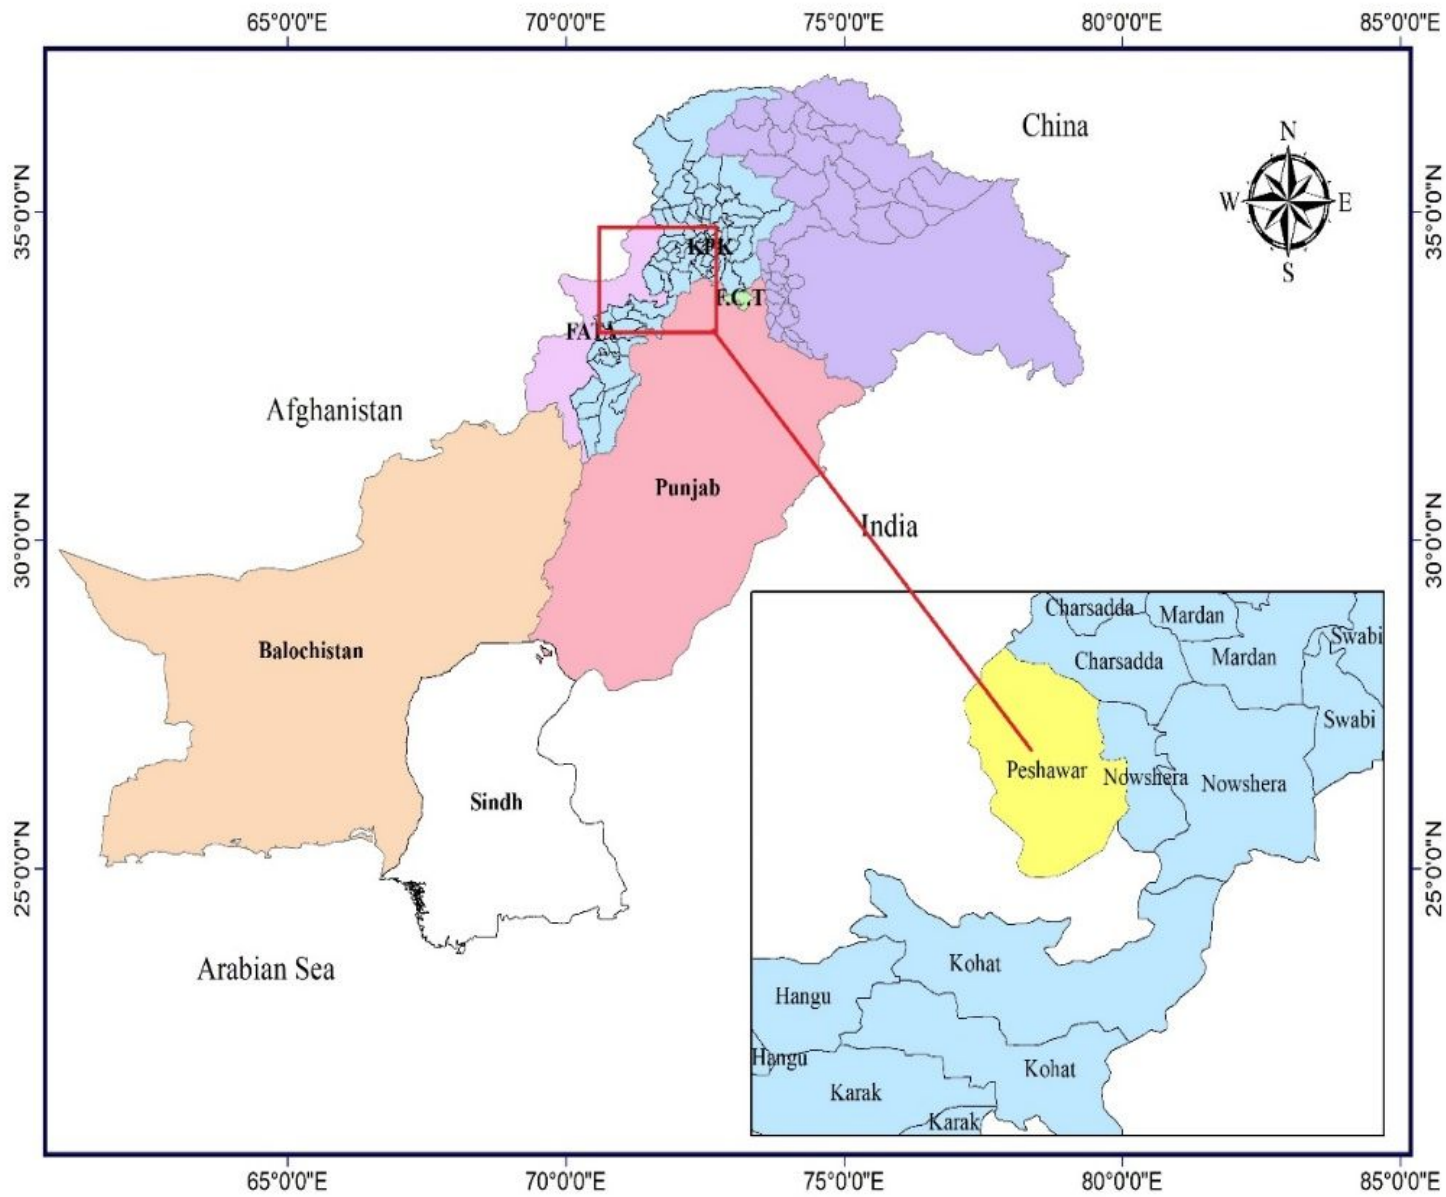 65°0'0"E 70°0'0"E 75°0'0"E 80°0'0"E 85°0'0"E
China
N
W E
S
35°0'0"N 35°0'0"N
KPK
F.C.T
FATA
Afghanistan
Punjab
India
30°0'0"N 30°0'0"N
Balochistan
Sindh
Arabian Sea
25°0'0"N 25°0'0"N
Charsadda Mardan
Swabi
Charsadda Mardan
Swabi
Peshawar Nowshera Nowshera
Kohat
Hangu
Hangu
Kohat
Karak
Karak
65°0'0"E 70°0'0"E 75°0'0"E 80°0'0"E 85°0'0"E